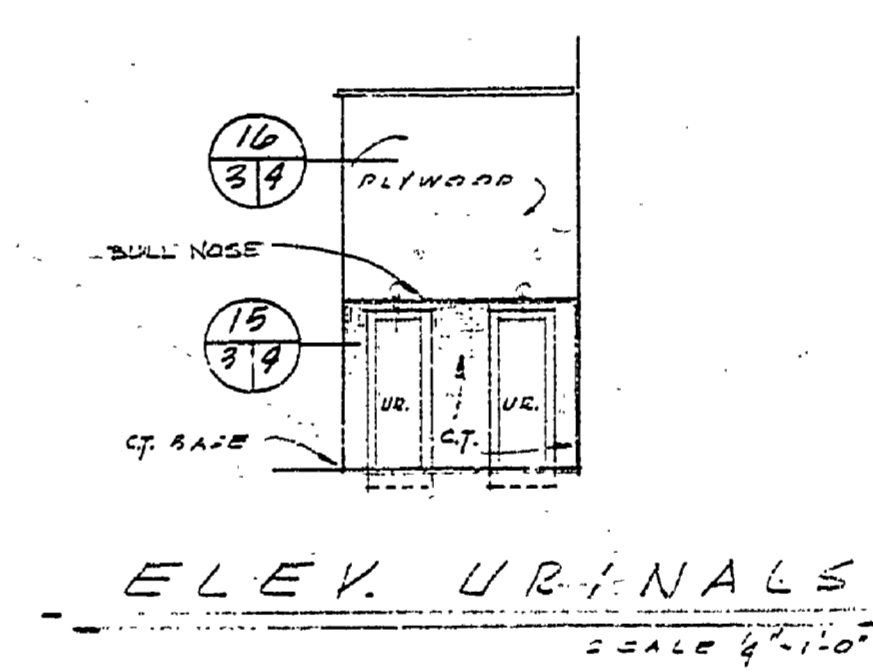 16
3 4
PLYWOOD
BULL NOSE
15
3 4
UR.
UR.
C.T.
C.T. BASE
ELEV. URINALS
SCALE 1/4"-1'-0"